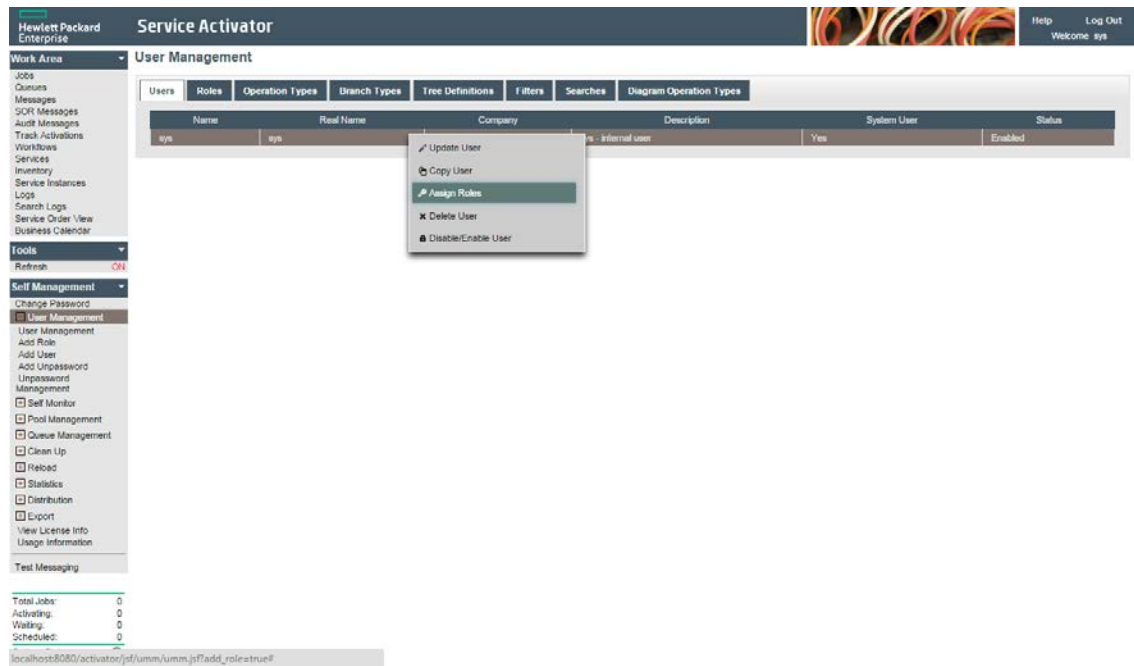 Hewlett Packard
Enterprise
Service Activator
Help Log Out
Welcome sys
Work Area
Jobs
Queues
Messages
SOR Messages
Audit Messages
Track Activations
Workflows
Services
Inventory
Service Instances
Logs
Search Logs
Service Order View
Business Calendar
Tools
Refresh ON
Self Management
Change Password
User Management
User Management
Add Role
Add User
Add Unpassword
Unpassword
Management
Self Monitor
Pool Management
Queue Management
Clean Up
Reload
Statistics
Distribution
Export
View License Info
Usage Information
Test Messaging
Total Jobs: 0
Activating: 0
Waiting: 0
Scheduled: 0
User Management
Users Roles Operation Types Branch Types Tree Definitions Filters Searches Diagram Operation Types
Name Real Name Company Description System User Status
sys sys - internal user Yes Enabled
Update User
Copy User
Assign Roles
Delete User
Disable/Enable User
localhost:8080/activator/jsf/umm/umm.jsf?add_role=true#